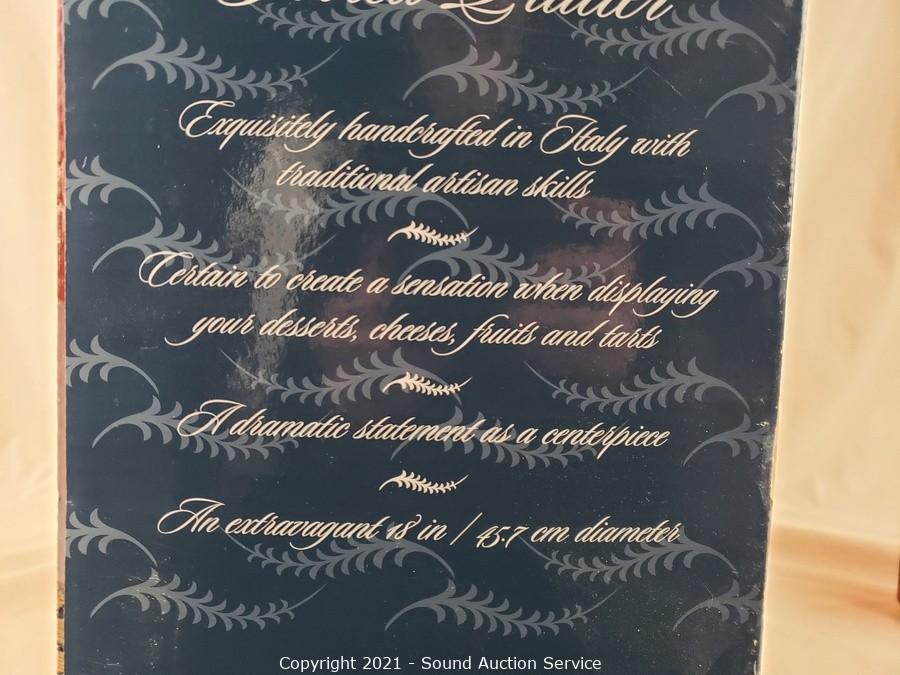 Exquisitely handcrafted in Italy with
traditional artisan skills
Certain to create a sensation when displaying
your desserts, cheeses, fruits and tarts
A dramatic statement as a centerpiece
An extravagant 18 in / 45.7 cm diameter
Copyright 2021 - Sound Auction Service